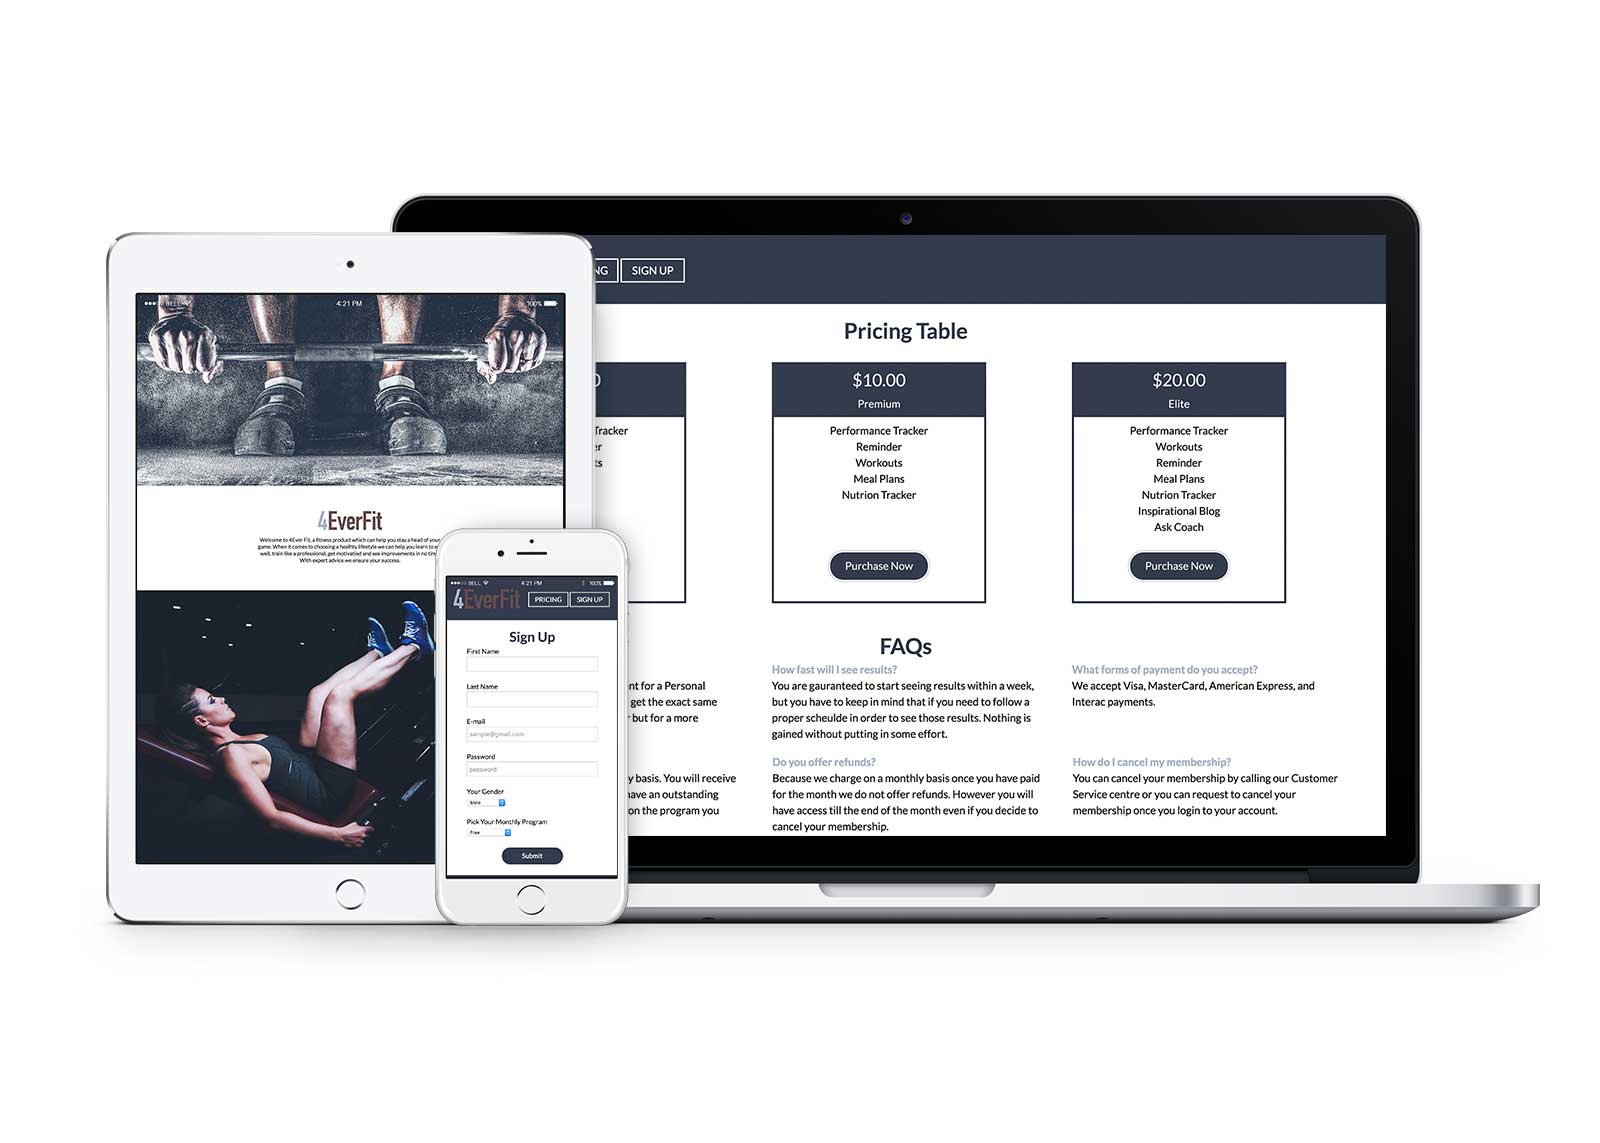 BELL
4:21 PM
100%
4EverFit
Welcome to 4Ever Fit, a fitness product which can help you stay a head of your
game. When it comes to choosing a healthy lifestyle we can help you learn to
well, train like a professional, get motivated and see improvements in no
With expert advice we ensure your success.
BELL
4:21 PM
100%
4EverFit
PRICING
SIGN UP
Sign Up
First Name
Last Name
E-mail
sample@gmail.com
Password
password
Your Gender
Male
Pick Your Monthly Program
Free
Submit
NG
SIGN UP
Pricing Table
0
racker
er
ts
$10.00
Premium
Performance Tracker
Reminder
Workouts
Meal Plans
Nutrion Tracker
Purchase Now
$20.00
Elite
Performance Tracker
Workouts
Reminder
Meal Plans
Nutrion Tracker
Inspirational Blog
Ask Coach
Purchase Now
FAQs
nt for a Personal
get the exact same
but for a more
y basis. You will receive
have an outstanding
on the program you
How fast will I see results?
You are gauranteed to start seeing results within a week,
but you have to keep in mind that if you need to follow a
proper scheulde in order to see those results. Nothing is
gained without putting in some effort.
Do you offer refunds?
Because we charge on a monthly basis once you have paid
for the month we do not offer refunds. However you will
have access till the end of the month even if you decide to
cancel your membership.
What forms of payment do you accept?
We accept Visa, MasterCard, American Express, and
Interac payments.
How do I cancel my membership?
You can cancel your membership by calling our Customer
Service centre or you can request to cancel your
membership once you login to your account.